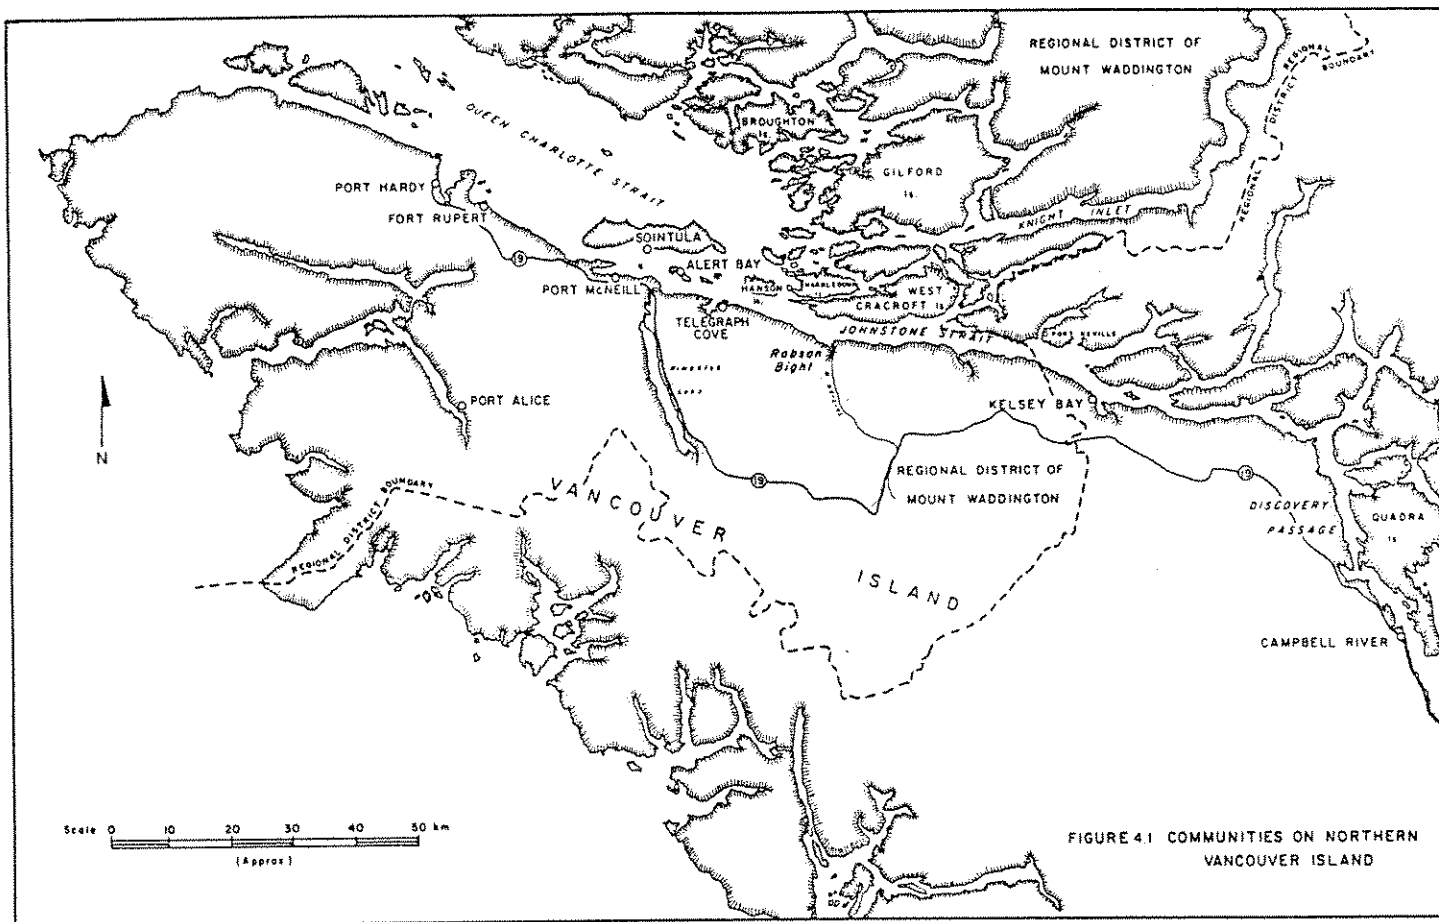 REGIONAL DISTRICT OF
MOUNT WADDINGTON
REGIONAL
BOUNDARY
DISTRICT
REGIONAL
QUEEN CHARLOTTE STRAIT
BROUGHTON
Is.
GILFORD
Is.
PORT HARDY
FORT RUPERT
KNIGHT INLET
SOINTULA
19
ALERT BAY
PORT McNEILL
HANSON
Is.
WEST
CRACROFT Is.
TELEGRAPH
COVE
JOHNSTONE STRAIT
PORT NEVILLE
Robson
Bight
PORT ALICE
KELSEY BAY
N
REGIONAL DISTRICT OF
MOUNT WADDINGTON
19
19
REGIONAL DISTRICT BOUNDARY
VANCOUVER
ISLAND
DISCOVERY
PASSAGE
QUADRA
Is
CAMPBELL RIVER
Scale 0 10 20 30 40 50 km
(Approx)
FIGURE 4.1 COMMUNITIES ON NORTHERN
VANCOUVER ISLAND